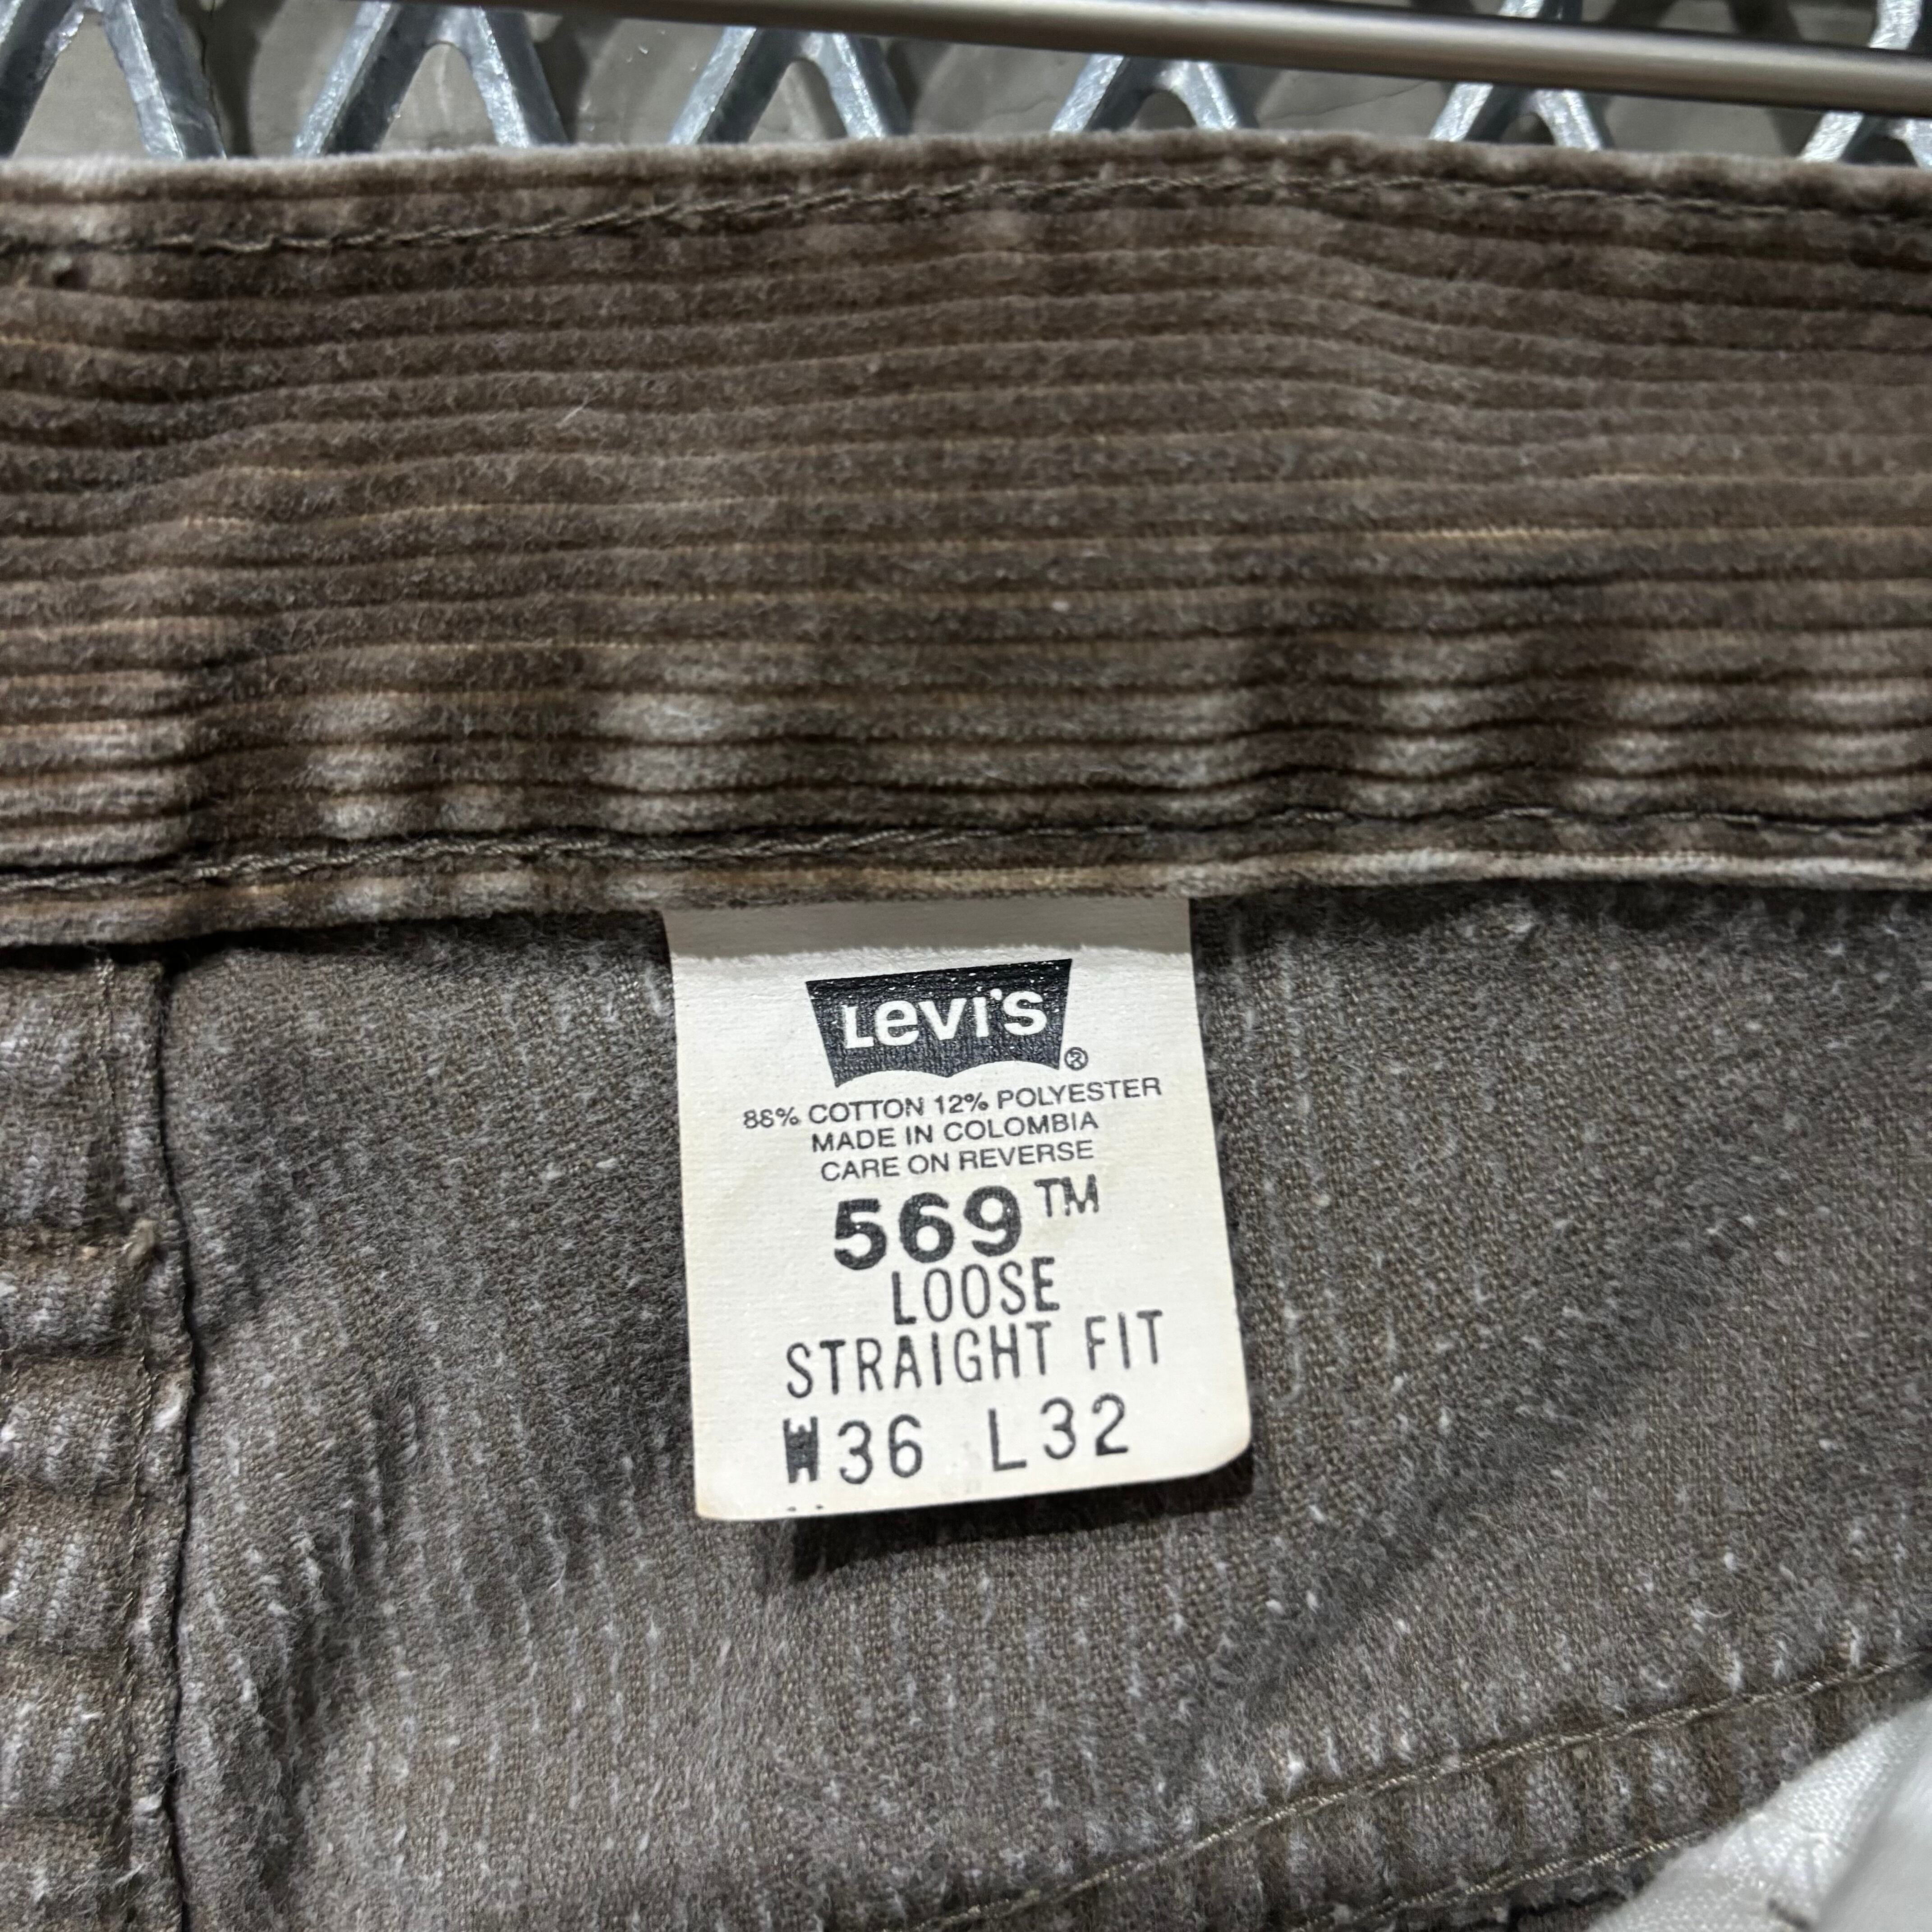 Levi's
®
88% COTTON 12% POLYESTER
MADE IN COLOMBIA
CARE ON REVERSE
569™
LOOSE
STRAIGHT FIT
W36 L32